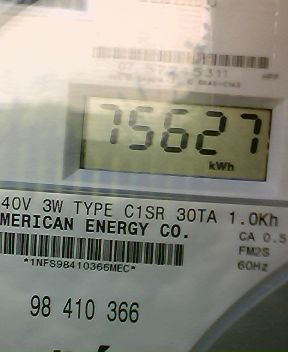 5311
75627
kWh
40V 3W TYPE C1SR 30TA 1.0Kh
MERICAN ENERGY CO.
CA 0.5
FM2S
*1NFS98410366MEC*
60Hz
98 410 366